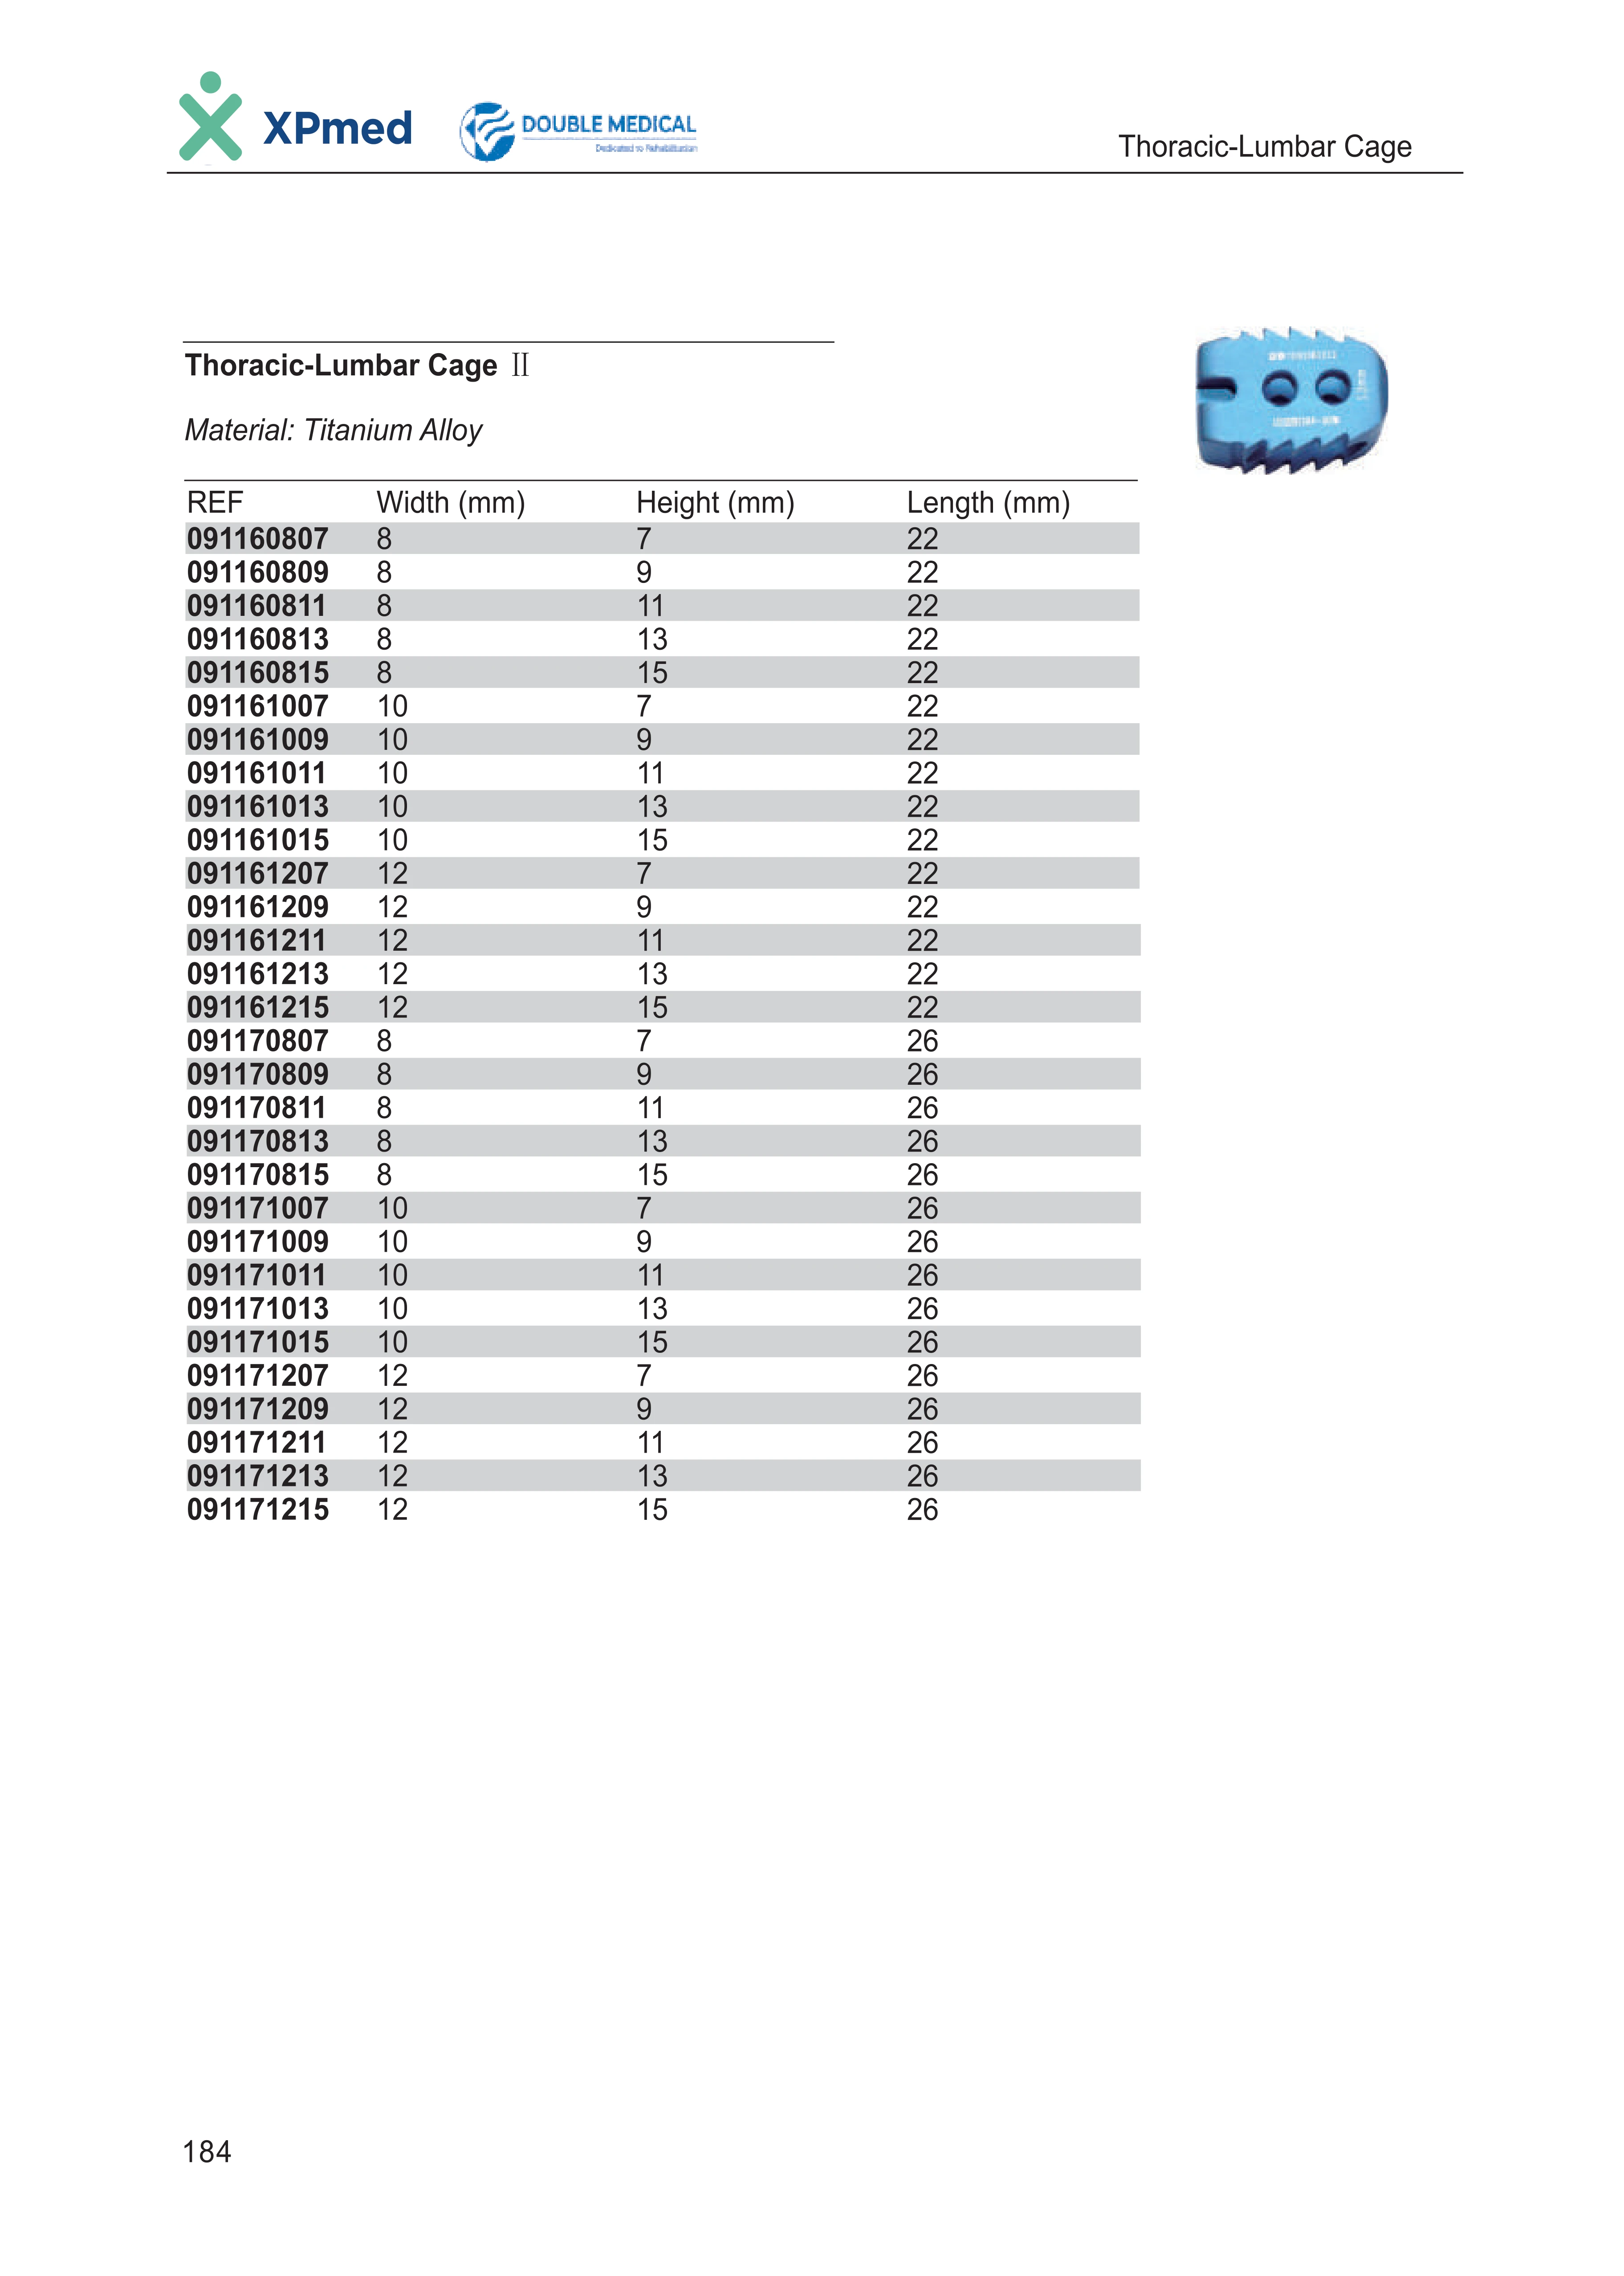 XPmed
DOUBLE MEDICAL
Dedicated to Rehabilitation
Thoracic-Lumbar Cage
Thoracic-Lumbar Cage Ⅱ
Material: Titanium Alloy
REF Width (mm) Height (mm) Length (mm)
091160807 8 7 22
091160809 8 9 22
091160811 8 11 22
091160813 8 13 22
091160815 8 15 22
091161007 10 7 22
091161009 10 9 22
091161011 10 11 22
091161013 10 13 22
091161015 10 15 22
091161207 12 7 22
091161209 12 9 22
091161211 12 11 22
091161213 12 13 22
091161215 12 15 22
091170807 8 7 26
091170809 8 9 26
091170811 8 11 26
091170813 8 13 26
091170815 8 15 26
091171007 10 7 26
091171009 10 9 26
091171011 10 11 26
091171013 10 13 26
091171015 10 15 26
091171207 12 7 26
091171209 12 9 26
091171211 12 11 26
091171213 12 13 26
091171215 12 15 26
184